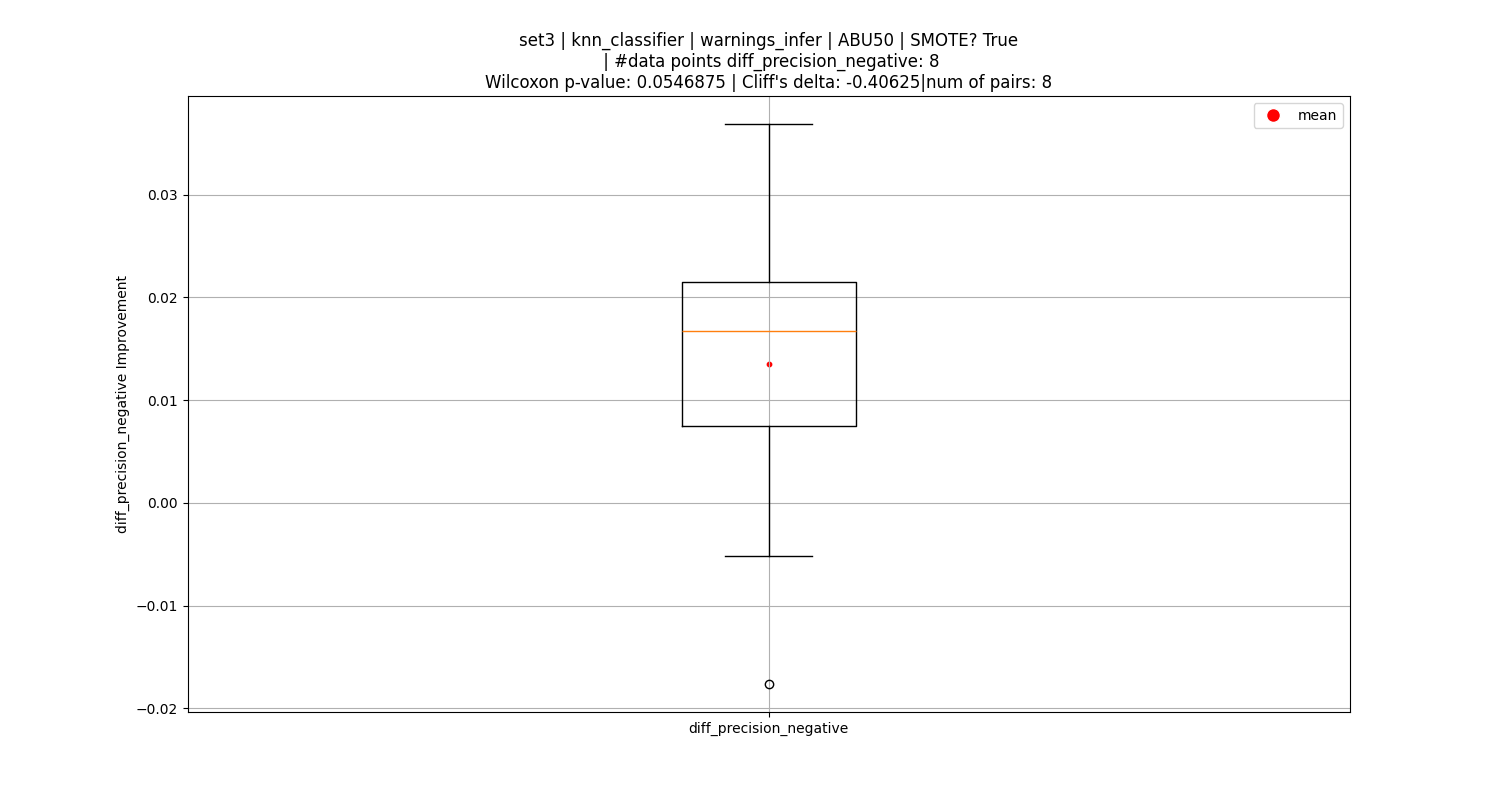 set3 | knn_classifier | warnings_infer | ABU50 | SMOTE? True
| #data points diff_precision_negative: 8
Wilcoxon p-value: 0.0546875 | Cliff's delta: -0.40625|num of pairs: 8
mean
0.03
0.02
0.01
0.00
−0.01
−0.02
diff_precision_negative Improvement
diff_precision_negative